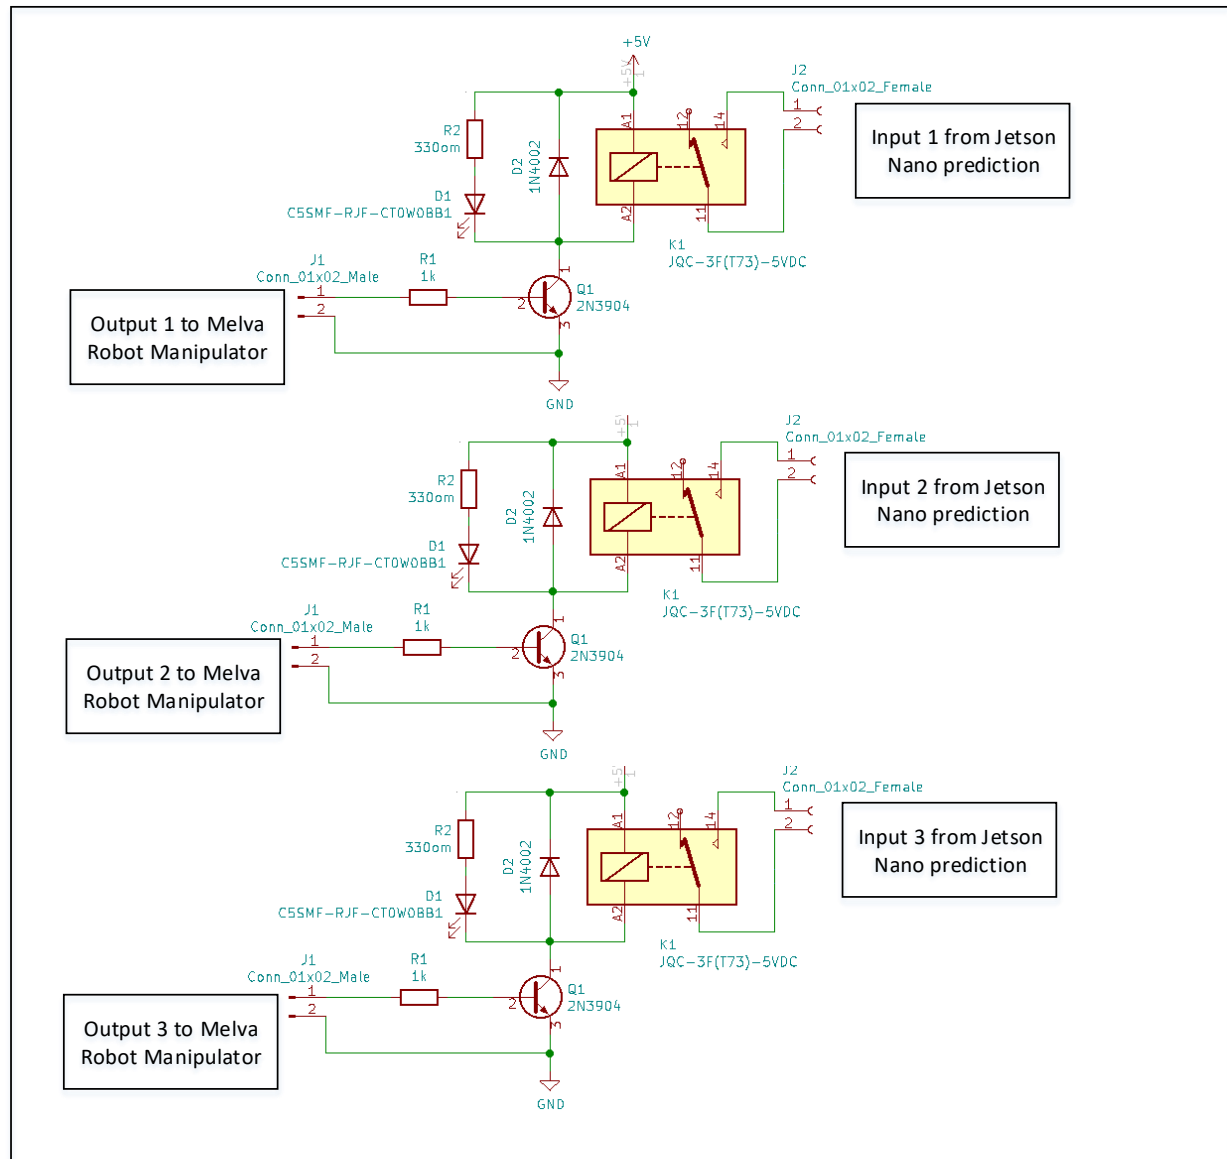 +5V
+5V
1
J2
Conn_01x02_Female
1
2
Input 1 from Jetson
Nano prediction
R2
330om
D2
1N4002
A1
12
14
A2
11
D1
C5SMF-RJF-CT0W0BB1
K1
JQC-3F(T73)-5VDC
J1
Conn_01x02_Male
1
2
R1
1k
1
2
3
Q1
2N3904
Output 1 to Melva
Robot Manipulator
GND
+5
1
J2
Conn_01x02_Female
1
2
Input 2 from Jetson
Nano prediction
R2
330om
D2
1N4002
A1
12
14
A2
11
D1
C5SMF-RJF-CT0W0BB1
K1
JQC-3F(T73)-5VDC
J1
Conn_01x02_Male
1
2
R1
1k
1
2
3
Q1
2N3904
Output 2 to Melva
Robot Manipulator
GND
+5
1
J2
Conn_01x02_Female
1
2
Input 3 from Jetson
Nano prediction
R2
330om
D2
1N4002
A1
12
14
A2
11
D1
C5SMF-RJF-CT0W0BB1
K1
JQC-3F(T73)-5VDC
J1
Conn_01x02_Male
1
2
R1
1k
1
2
3
Q1
2N3904
Output 3 to Melva
Robot Manipulator
GND